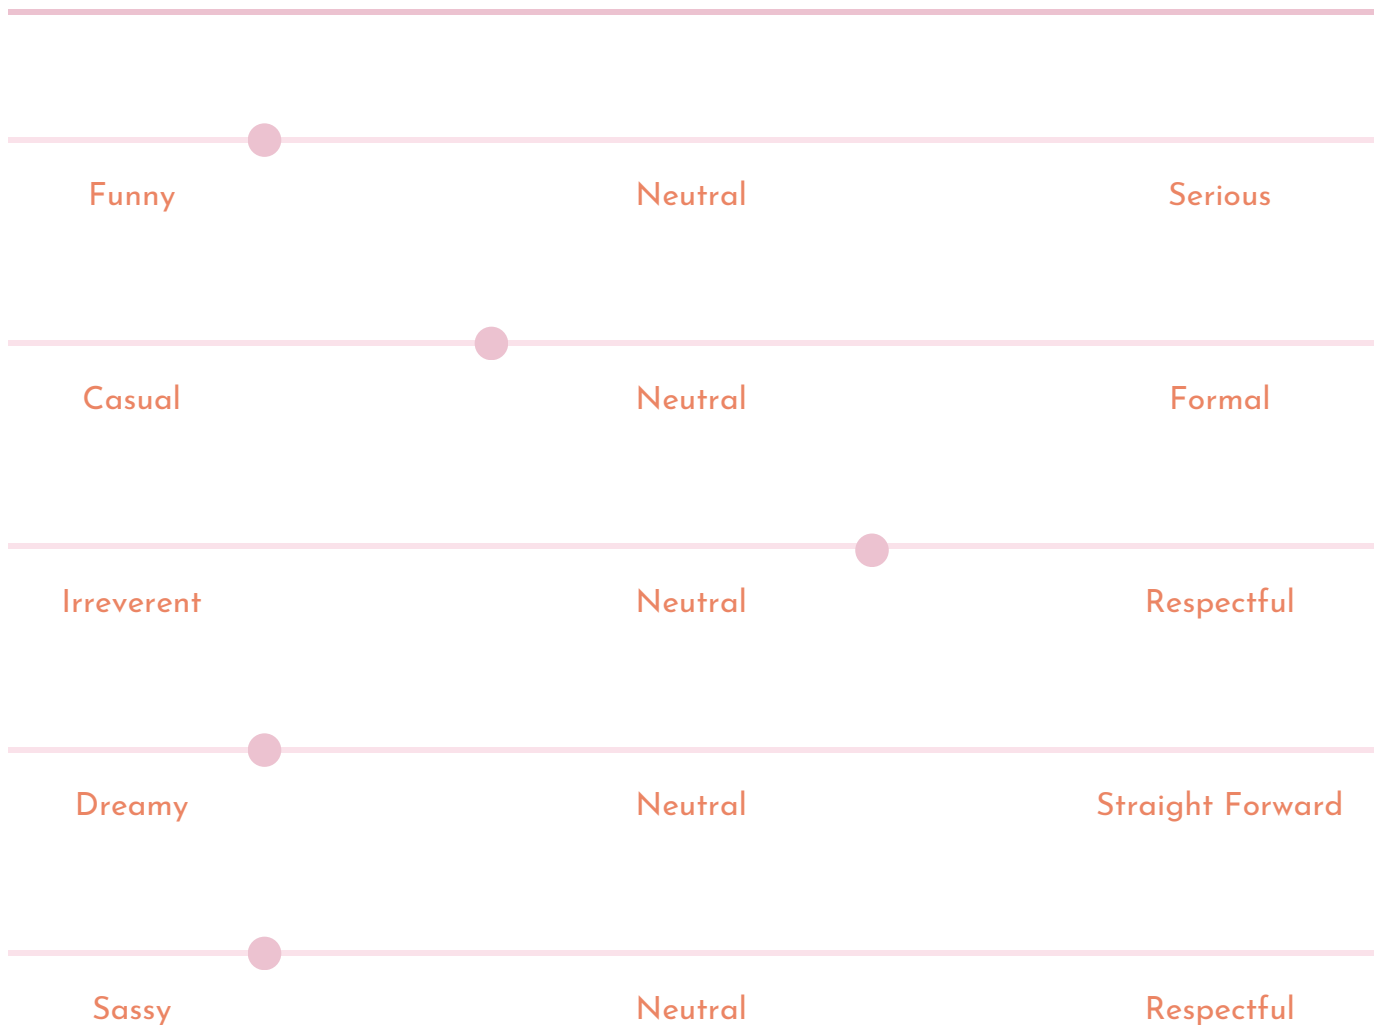 Funny Neutral Serious
Casual Neutral Formal
Irreverent Neutral Respectful
Dreamy Neutral Straight Forward
Sassy Neutral Respectful